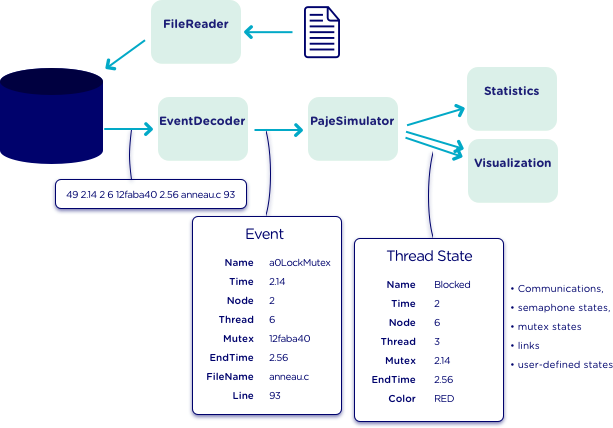 FileReader
EventDecoder
PajeSimulator
Statistics
Visualization
49 2.14 2 6 12faba40 2.56 anneau.c 93
Event
Name a0LockMutex
Time 2.14
Node 2
Thread 6
Mutex 12faba40
EndTime 2.56
FileName anneau.c
Line 93
Thread State
Name Blocked
Time 2
Node 6
Thread 3
Mutex 2.14
EndTime 2.56
Color RED
• Communications,
• semaphone states,
• mutex states
• links
• user-defined states